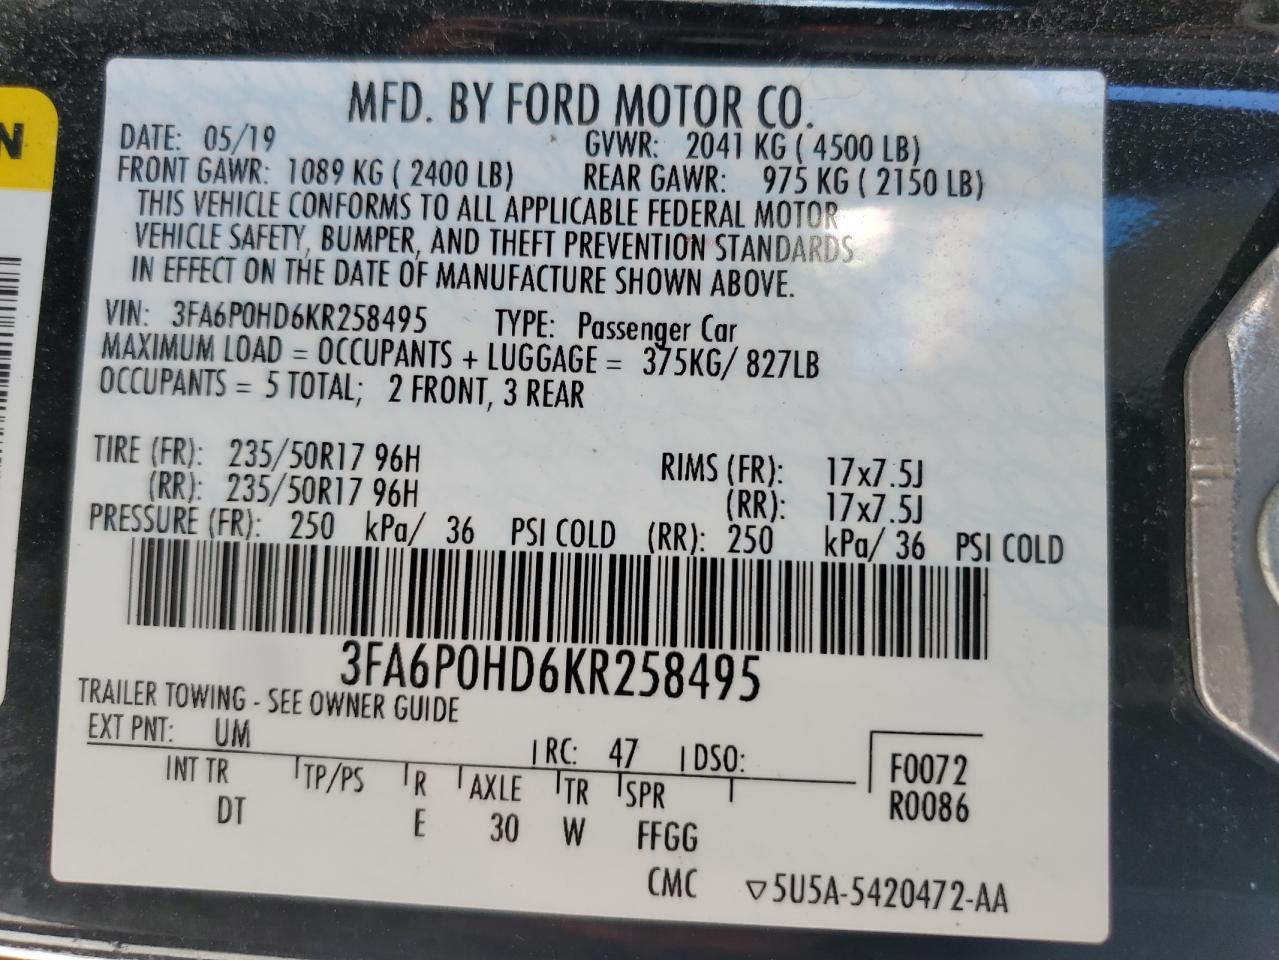 N
MFD. BY FORD MOTOR CO.
DATE: 05/19 GVWR: 2041 KG ( 4500 LB)
FRONT GAWR: 1089 KG ( 2400 LB) REAR GAWR: 975 KG ( 2150 LB)
THIS VEHICLE CONFORMS TO ALL APPLICABLE FEDERAL MOTOR
VEHICLE SAFETY, BUMPER, AND THEFT PREVENTION STANDARDS
IN EFFECT ON THE DATE OF MANUFACTURE SHOWN ABOVE.
VIN: 3FA6P0HD6KR258495 TYPE: Passenger Car
MAXIMUM LOAD = OCCUPANTS + LUGGAGE = 375KG/ 827LB
OCCUPANTS = 5 TOTAL; 2 FRONT, 3 REAR
TIRE (FR): 235/50R17 96H RIMS (FR): 17x7.5J
(RR): 235/50R17 96H (RR): 17x7.5J
PRESSURE (FR): 250 kPa/ 36 PSI COLD (RR): 250 kPa/ 36 PSI COLD
3FA6P0HD6KR258495
TRAILER TOWING - SEE OWNER GUIDE
EXT PNT: UM RC: 47 DSO: F0072
INT TR TP/PS R AXLE TR SPR R0086
DT E 30 W FFGG
CMC ▽5U5A-5420472-AA